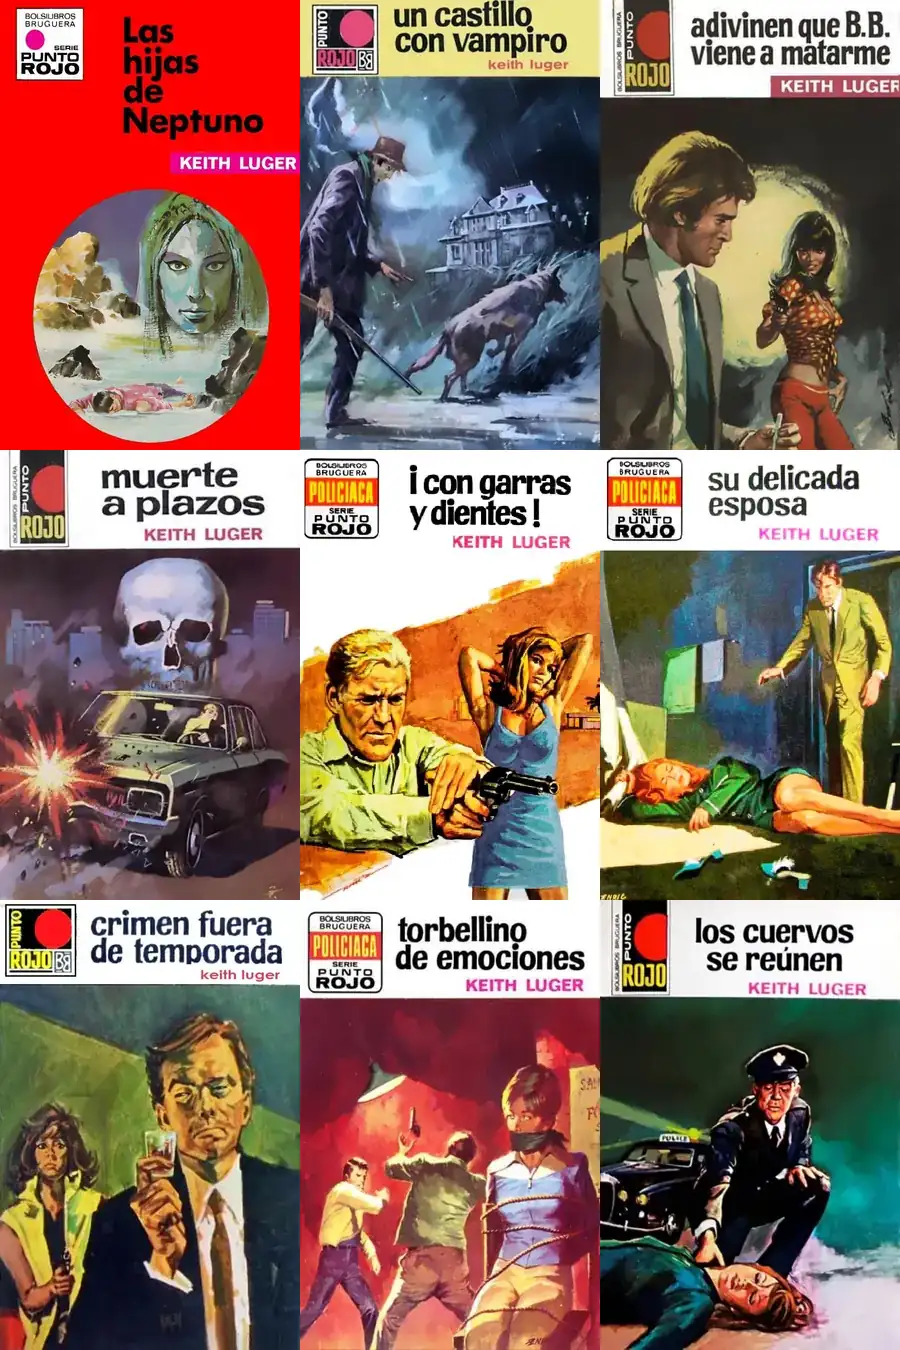 BOLSILIBROS
BRUGUERA
SERIE
PUNTO
ROJO
Las
hijas
de
Neptuno
KEITH LUGER
PUNTO
ROJO
un castillo
con vampiro
keith luger
BOLSILIBROS BRUGUERA
PUNTO
ROJO
adivinen que B.B.
viene a matarme
KEITH LUGER
BOLSILIBROS BRUGUERA
PUNTO
ROJO
muerte
a plazos
KEITH LUGER
BOLSILIBROS
BRUGUERA
POLICIACA
SERIE
PUNTO
ROJO
¡con garras
y dientes!
KEITH LUGER
BOLSILIBROS
BRUGUERA
POLICIACA
SERIE
PUNTO
ROJO
su delicada
esposa
KEITH LUGER
PUNTO
ROJO
crimen fuera
de temporada
keith luger
BOLSILIBROS
BRUGUERA
POLICIACA
SERIE
PUNTO
ROJO
torbellino
de emociones
KEITH LUGER
BOLSILIBROS BRUGUERA
PUNTO
ROJO
los cuervos
se reúnen
KEITH LUGER
POLICE